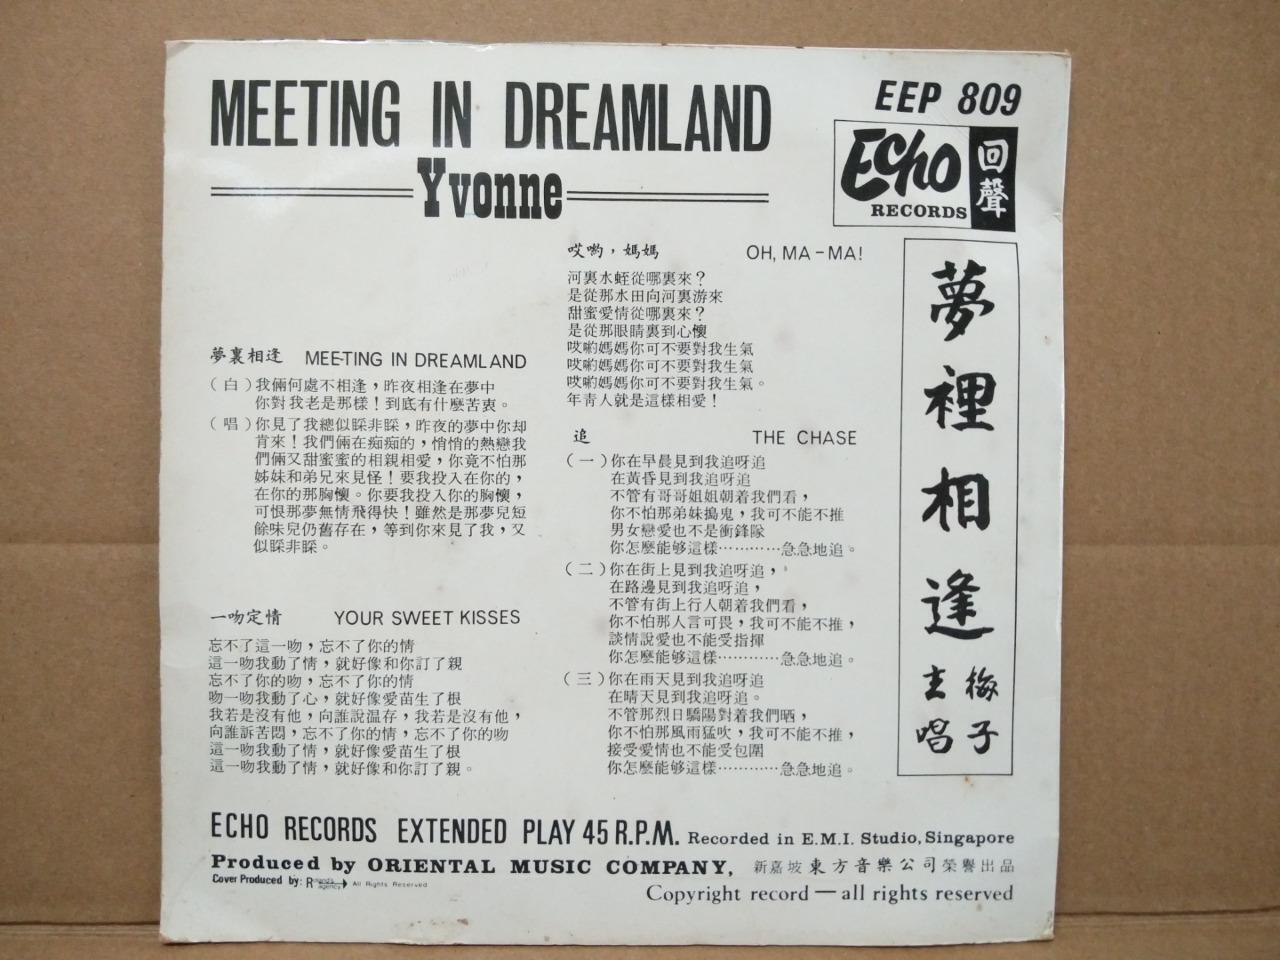 MEETING IN DREAMLAND
Yvonne
EEP 809
Echo
RECORDS
回聲
夢裡相逢
梅子
主唱
夢裏相逢 MEETING IN DREAMLAND
（白）我倆何處不相逢，昨夜相逢在夢中
你對我老是那樣！到底有什麽苦衷。
（唱）你見了我總似睬非睬，昨夜的夢中你却
肯來！我們倆在痴痴的，悄悄的熱戀我
們倆又甜蜜蜜的相親相愛，你竟不怕那
姊妹和弟兄來見怪！要我投入在你的，
在你的那胸懷。你要我投入你的胸懷，
可恨那夢無情飛得快！雖然是那夢兒短
餘味兒仍舊存在，等到你來見了我，又
似睬非睬。
一吻定情 YOUR SWEET KISSES
忘不了這一吻，忘不了你的情
這一吻我動了情，就好像和你訂了親
忘不了你的吻，忘不了你的情
吻一吻我動了心，就好像愛苗生了根
我若是沒有他，向誰說温存，我若是沒有他，
向誰訴苦悶，忘不了你的情，忘不了你的吻
這一吻我動了情，就好像愛苗生了根
這一吻我動了情，就好像和你訂了親。
哎喲，媽媽 OH, MA-MA!
河裏水蛭從哪裏來？
是從那水田向河裏游來
甜蜜愛情從哪裏來？
是從那眼睛裏到心懷
哎喲媽媽你可不要對我生氣
哎喲媽媽你可不要對我生氣
哎喲媽媽你可不要對我生氣。
年靑人就是這樣相愛！
追 THE CHASE
（一）你在早晨見到我追呀追
在黃昏見到我追呀追
不管有哥哥姐姐朝着我們看，
你不怕那弟妹搗鬼，我可不能不推
男女戀愛也不是衝鋒隊
你怎麽能够這樣…………急急地追。
（二）你在街上見到我追呀追，
在路邊見到我追呀追，
不管有街上行人朝着我們看，
你不怕那人言可畏，我可不能不推，
談情說愛也不能受指揮
你怎麽能够這樣…………急急地追。
（三）你在雨天見到我追呀追
在晴天見到我追呀追。
不管那烈日驕陽對着我們晒，
你不怕那風雨猛吹，我可不能不推，
接受愛情也不能受包圍
你怎麽能够這樣…………急急地追。
ECHO RECORDS EXTENDED PLAY 45 R.P.M. Recorded in E.M.I. Studio, Singapore
Produced by ORIENTAL MUSIC COMPANY, 新嘉坡東方音樂公司榮譽出品
Cover Produced by: All Rights Reserved
Copyright record — all rights reserved